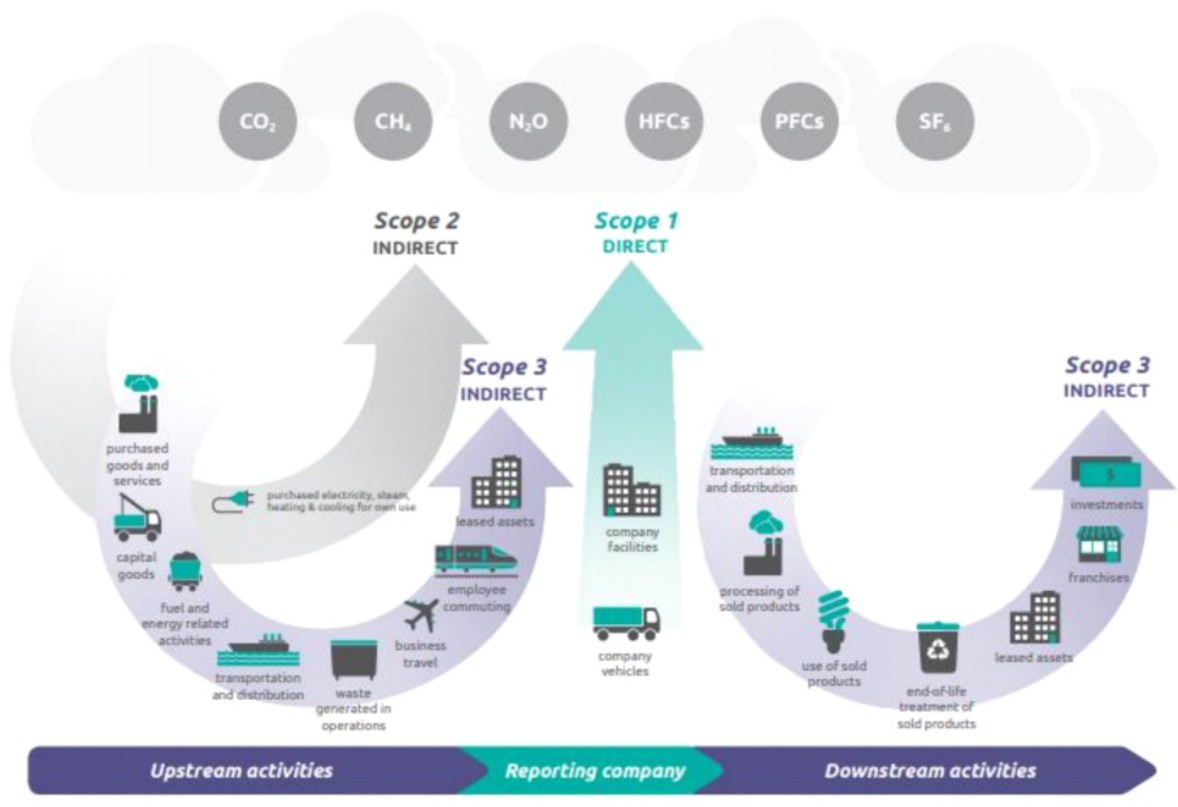 CO₂ CH₄ N₂O HFCs PFCs SF₆
Scope 2
INDIRECT
Scope 1
DIRECT
Scope 3
INDIRECT
Scope 3
INDIRECT
purchased
goods and
services
capital
goods
fuel and
energy related
activities
transportation
and distribution
waste
generated in
operations
business
travel
employee
commuting
leased assets
purchased electricity, steam,
heating & cooling for own use
company
facilities
company
vehicles
transportation
and distribution
processing of
sold products
use of sold
products
end-of-life
treatment of
sold products
leased assets
franchises
$
investments
Upstream activities
Reporting company
Downstream activities